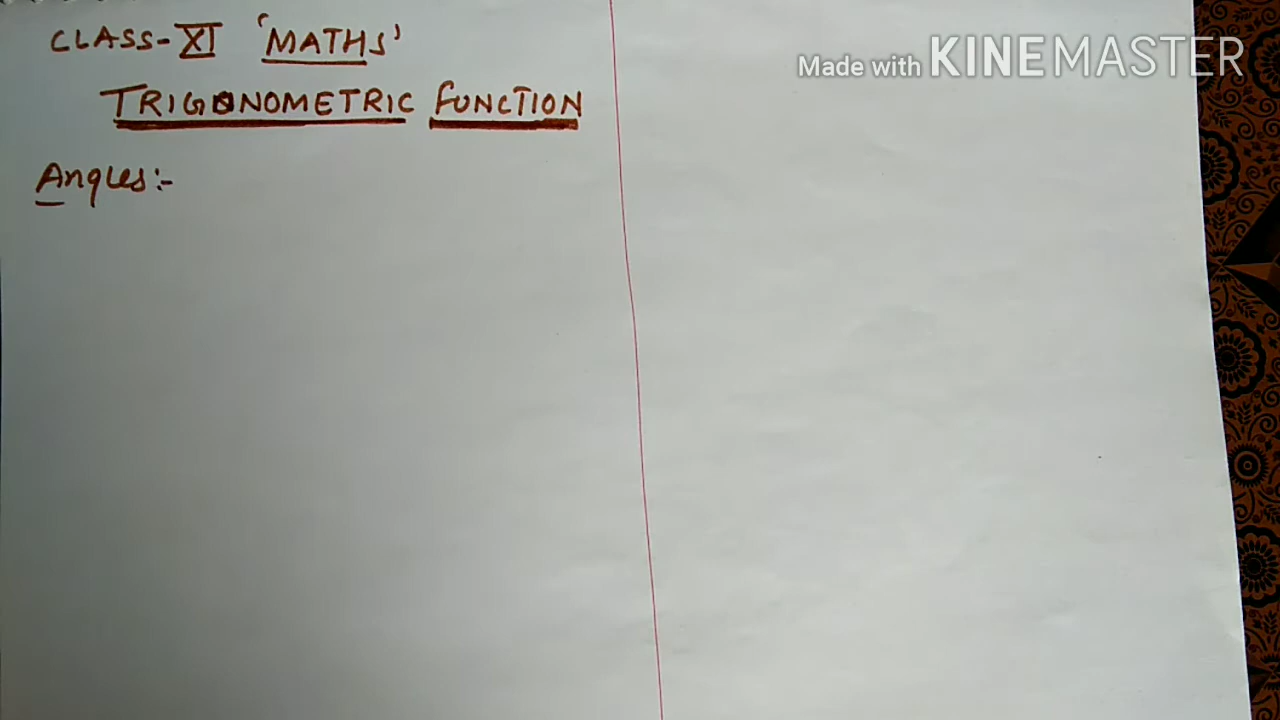 CLASS-XI 'MATHS'
Made with KINEMASTER
TRIGONOMETRIC FUNCTION
Angles:-